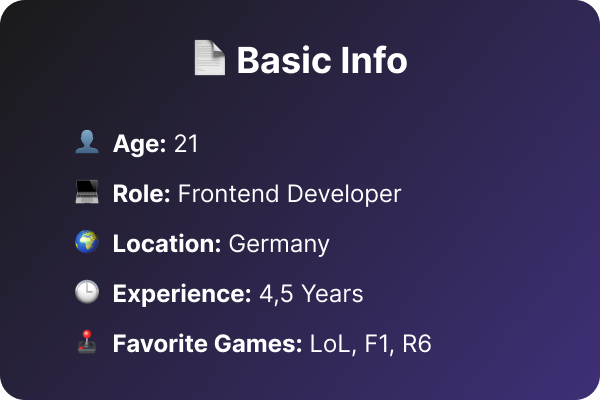 Basic Info
Age: 21
Role: Frontend Developer
Location: Germany
Experience: 4,5 Years
Favorite Games: LoL, F1, R6